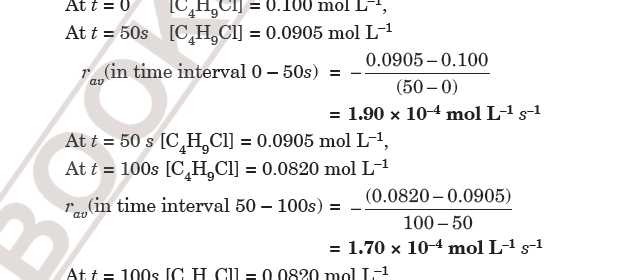 At t = 0 [C₄H₉Cl] = 0.100 mol L⁻¹,
At t = 50s [C₄H₉Cl] = 0.0905 mol L⁻¹
r_av(in time interval 0 – 50s) = – (0.0905 – 0.100) / (50 – 0)
= 1.90 × 10⁻⁴ mol L⁻¹ s⁻¹
At t = 50 s [C₄H₉Cl] = 0.0905 mol L⁻¹,
At t = 100s [C₄H₉Cl] = 0.0820 mol L⁻¹
r_av(in time interval 50 – 100s) = – (0.0820 – 0.0905) / 100 – 50
= 1.70 × 10⁻⁴ mol L⁻¹ s⁻¹
At t = 100s [C₄H₉Cl] = 0.0820 mol L⁻¹
BOOK